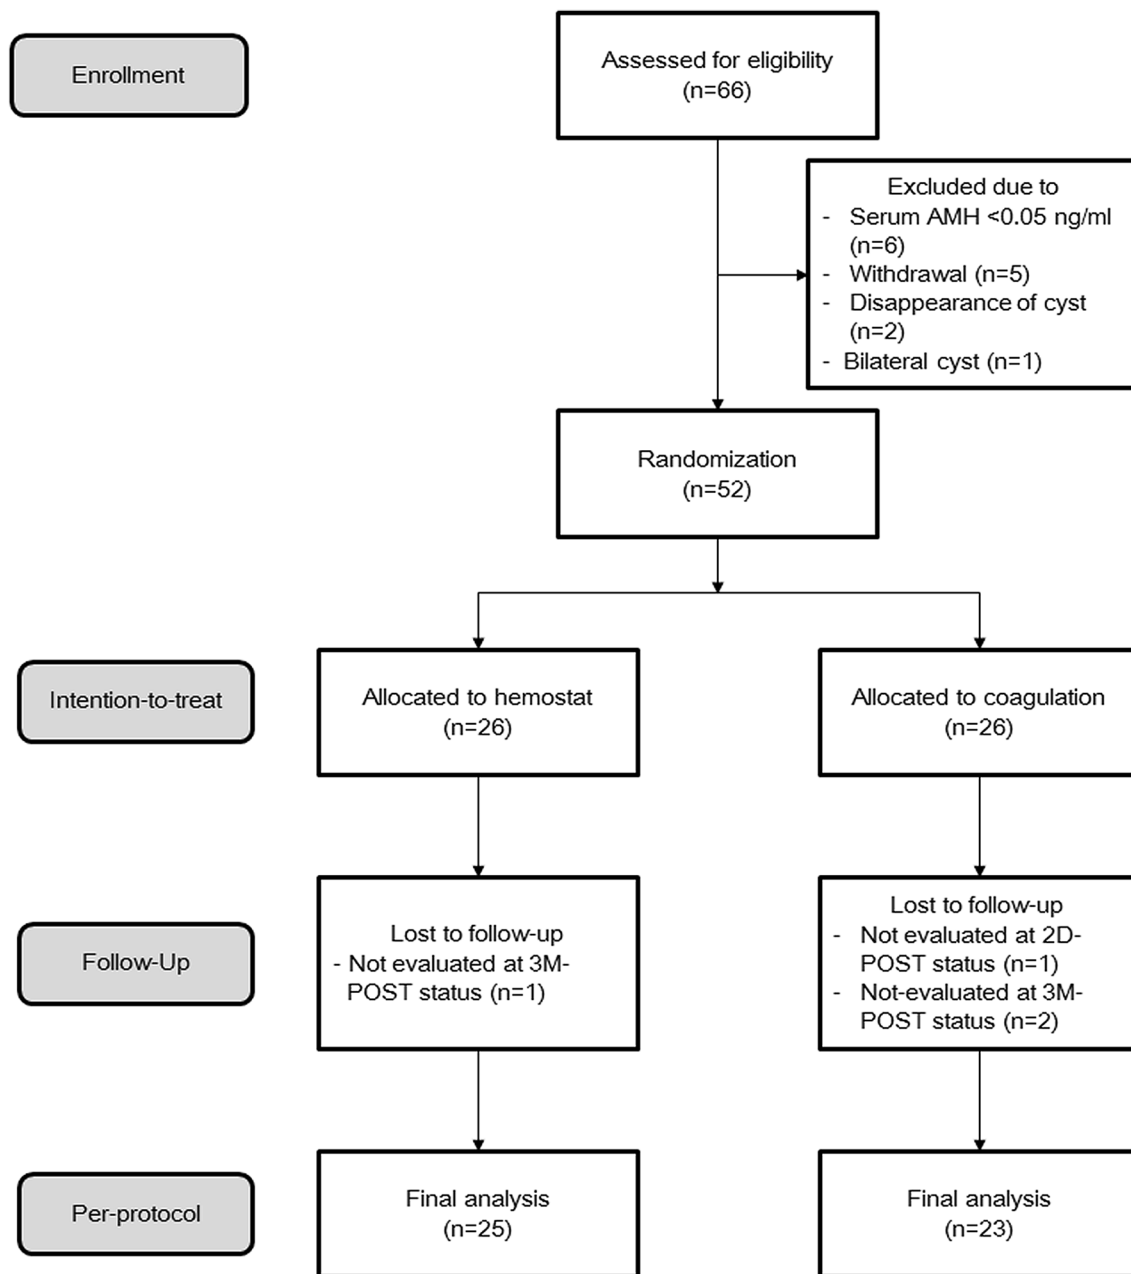 Enrollment
Assessed for eligibility
(n=66)
Excluded due to
- Serum AMH <0.05 ng/ml
(n=6)
- Withdrawal (n=5)
- Disappearance of cyst
(n=2)
- Bilateral cyst (n=1)
Randomization
(n=52)
Intention-to-treat
Allocated to hemostat
(n=26)
Allocated to coagulation
(n=26)
Follow-Up
Lost to follow-up
- Not evaluated at 3M-
POST status (n=1)
Lost to follow-up
- Not evaluated at 2D-
POST status (n=1)
- Not-evaluated at 3M-
POST status (n=2)
Per-protocol
Final analysis
(n=25)
Final analysis
(n=23)